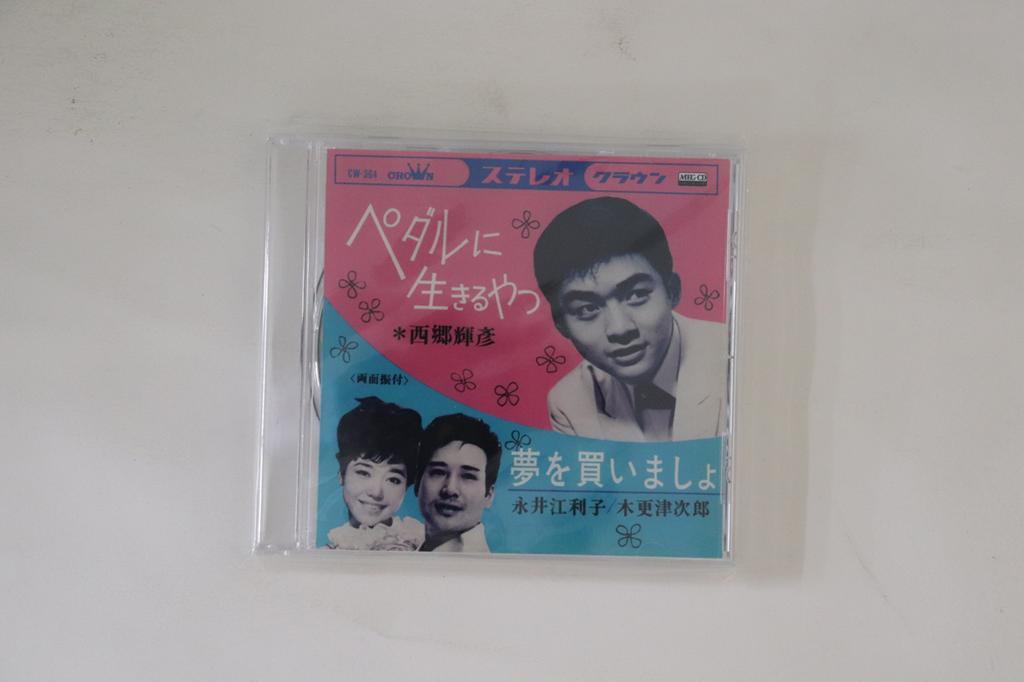 CW-364 CROWN ステレオ クラウン MEG-CD
ペダルに
生きるやつ
*西郷輝彦
〈両面振付〉
夢を買いましょ
永井江利子/木更津次郎